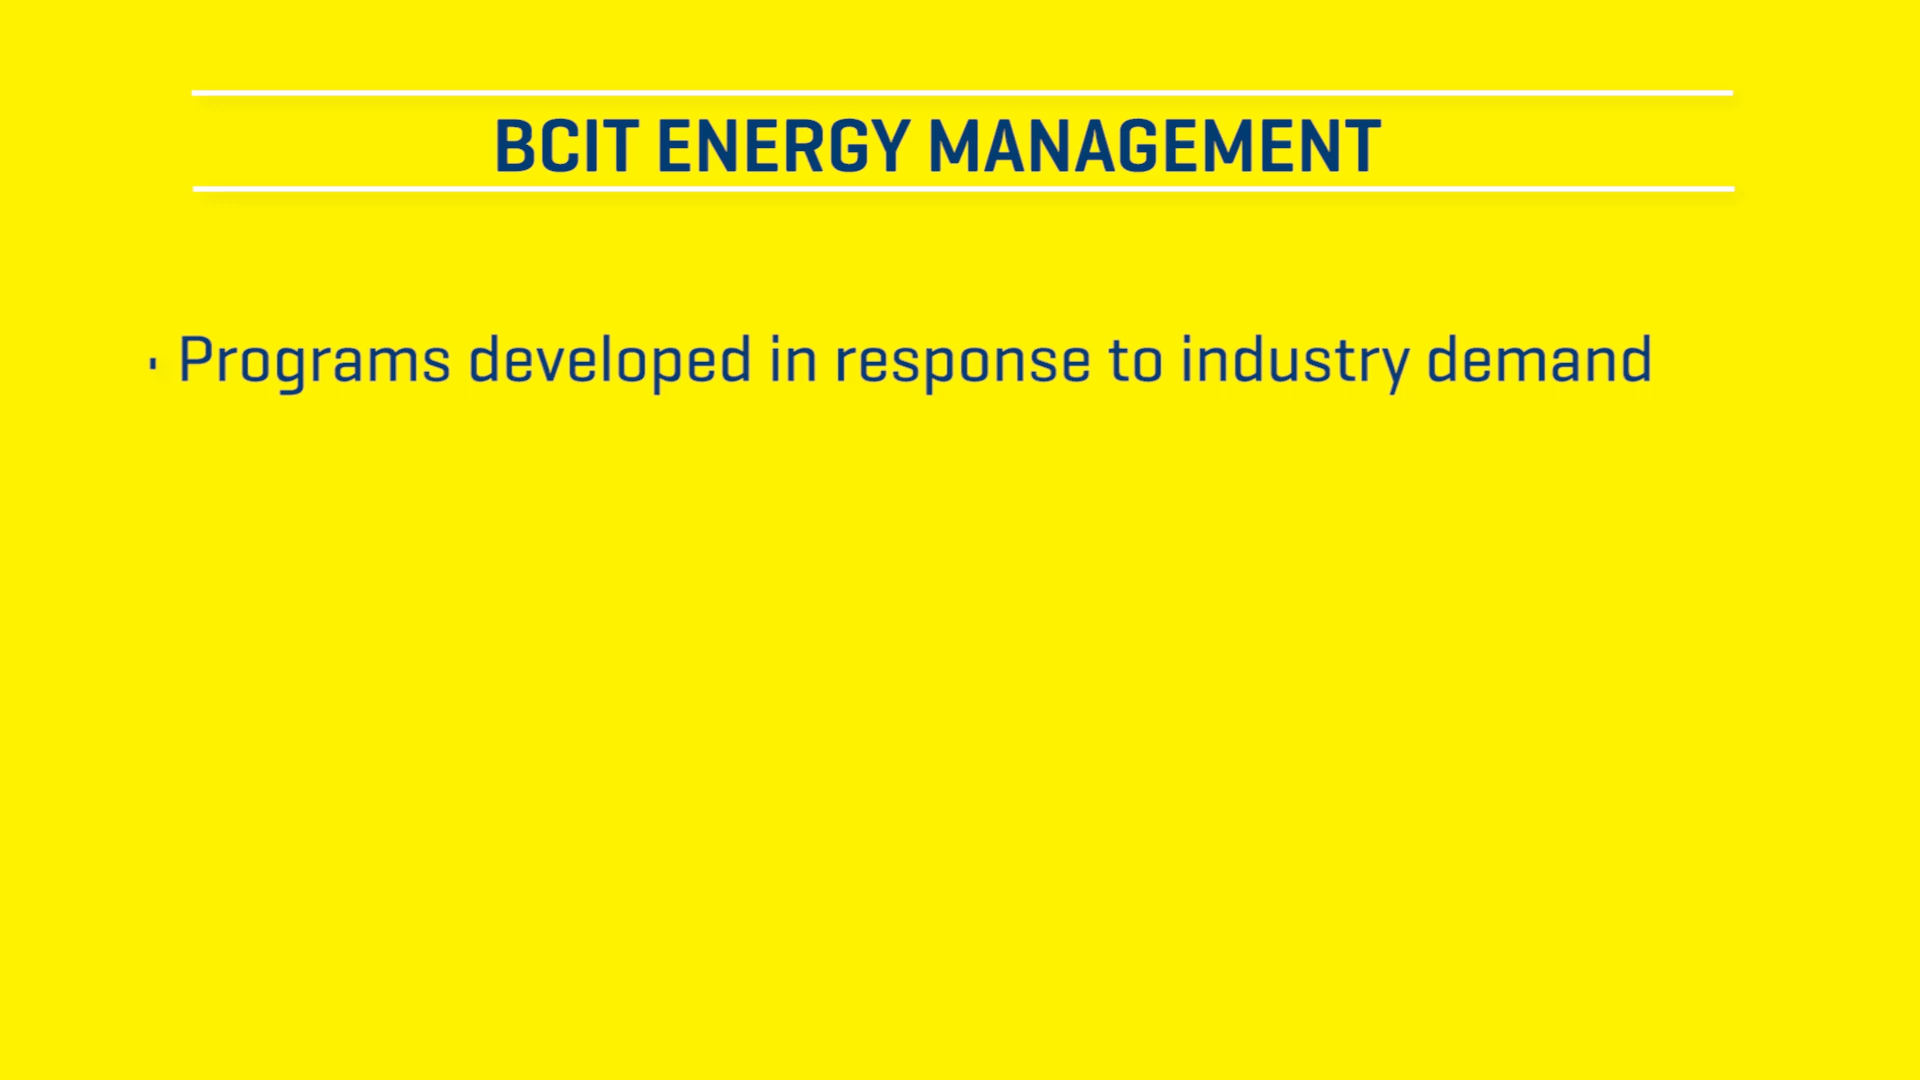 BCIT ENERGY MANAGEMENT
· Programs developed in response to industry demand